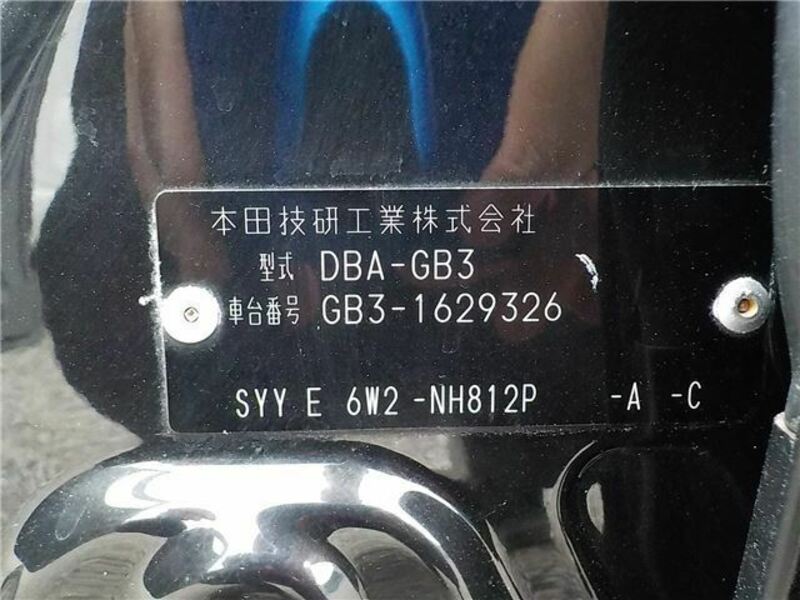 本田技研工業株式会社
型式 DBA-GB3
車台番号 GB3-1629326
SYY E 6W2 -NH812P -A -C